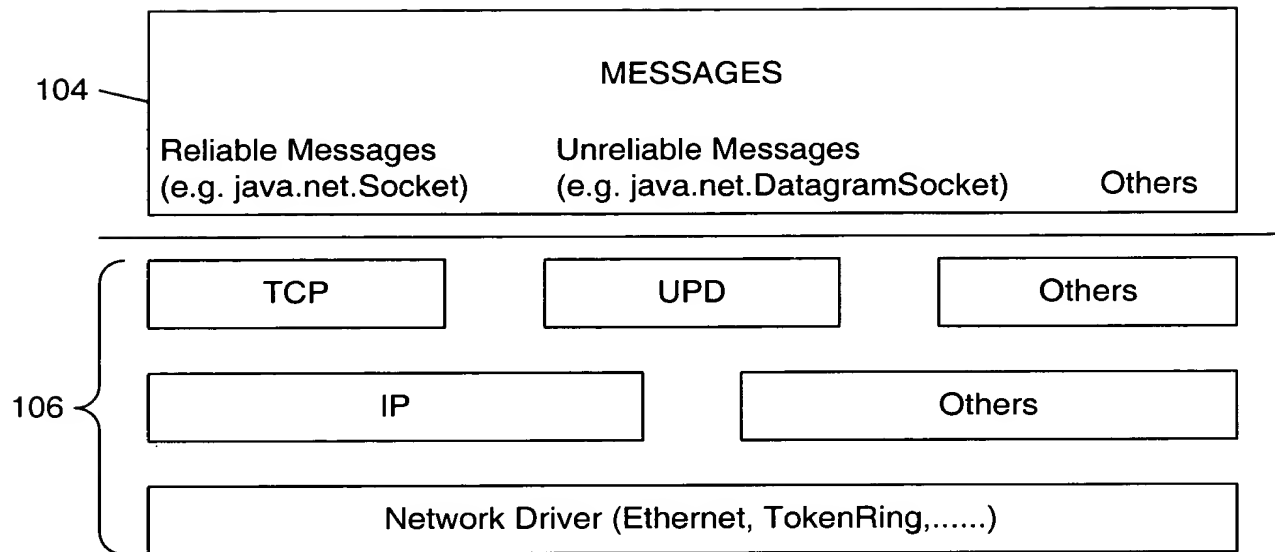 MESSAGES
104
Reliable Messages
(e.g. java.net.Socket)
Unreliable Messages
(e.g. java.net.DatagramSocket)
Others
TCP
UPD
Others
106
IP
Others
Network Driver (Ethernet, TokenRing,......)